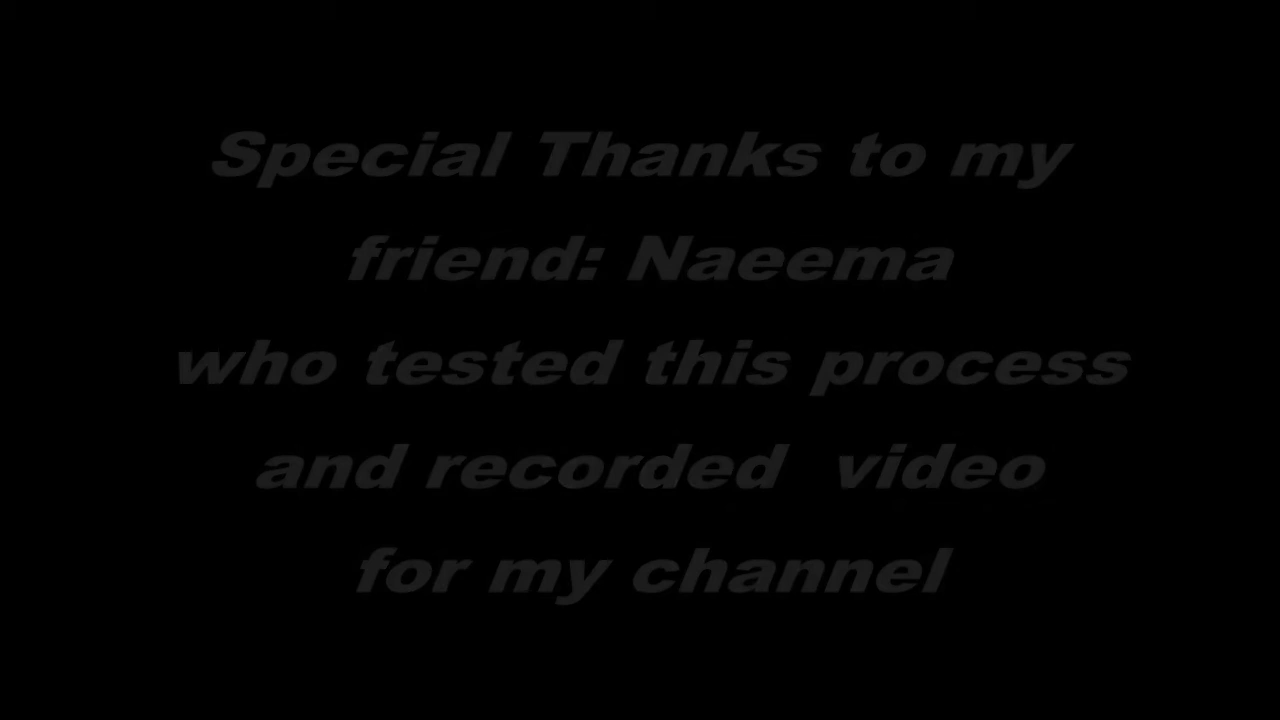 Special Thanks to my
friend: Naeema
who tested this process
and recorded  video
for my channel